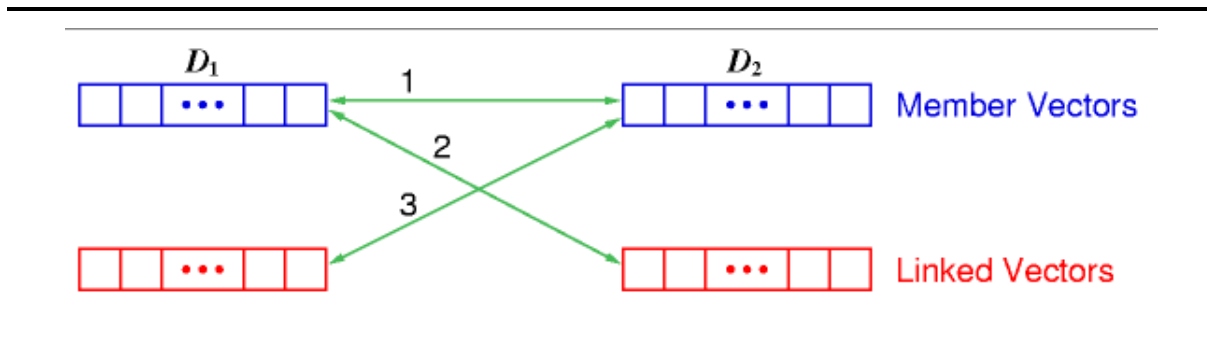 D₁
D₂
1
Member Vectors
2
3
Linked Vectors